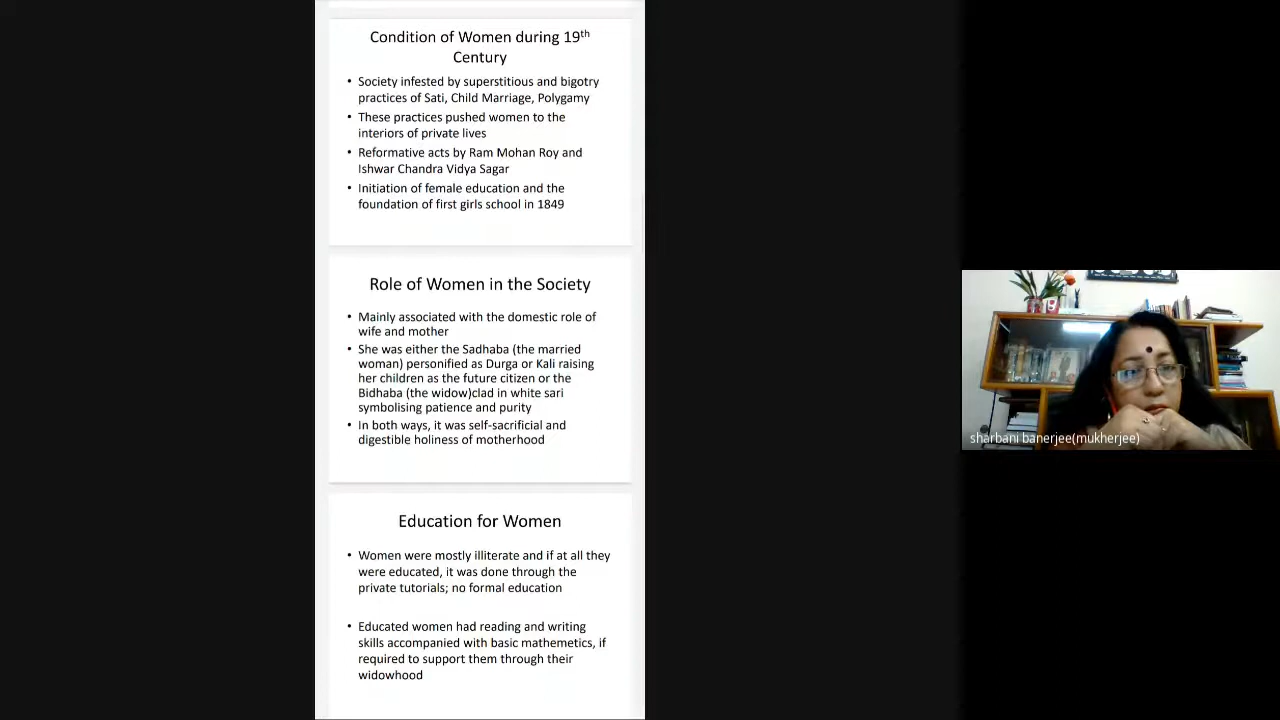 Condition of Women during 19th
Century
• Society infested by superstitious and bigotry
practices of Sati, Child Marriage, Polygamy
• These practices pushed women to the
interiors of private lives
• Reformative acts by Ram Mohan Roy and
Ishwar Chandra Vidya Sagar
• Initiation of female education and the
foundation of first girls school in 1849
Role of Women in the Society
• Mainly associated with the domestic role of
wife and mother
• She was either the Sadhaba (the married
woman) personified as Durga or Kali raising
her children as the future citizen or the
Bidhaba (the widow)clad in white sari
symbolising patience and purity
• In both ways, it was self-sacrificial and
digestible holiness of motherhood
Education for Women
• Women were mostly illiterate and if at all they
were educated, it was done through the
private tutorials; no formal education
• Educated women had reading and writing
skills accompanied with basic mathemetics, if
required to support them through their
widowhood
sharbani banerjee(mukherjee)